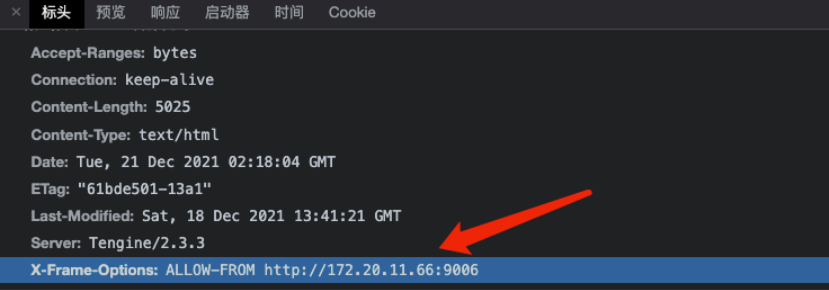 × 标头 预览 响应 启动器 时间 Cookie
Accept-Ranges: bytes
Connection: keep-alive
Content-Length: 5025
Content-Type: text/html
Date: Tue, 21 Dec 2021 02:18:04 GMT
ETag: "61bde501-13a1"
Last-Modified: Sat, 18 Dec 2021 13:41:21 GMT
Server: Tengine/2.3.3
X-Frame-Options: ALLOW-FROM http://172.20.11.66:9006